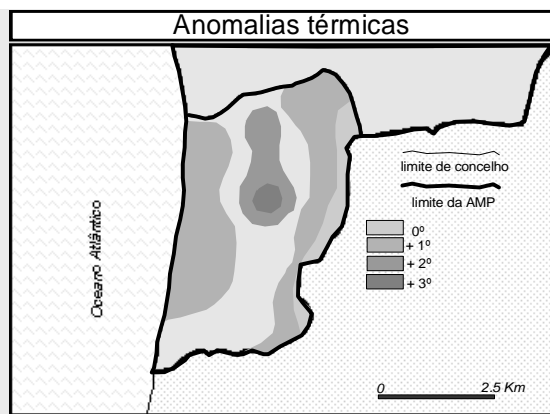 Anomalias térmicas
Oceano Atlântico
limite de concelho
limite da AMP
0º
+ 1º
+ 2º
+ 3º
0 2.5 Km